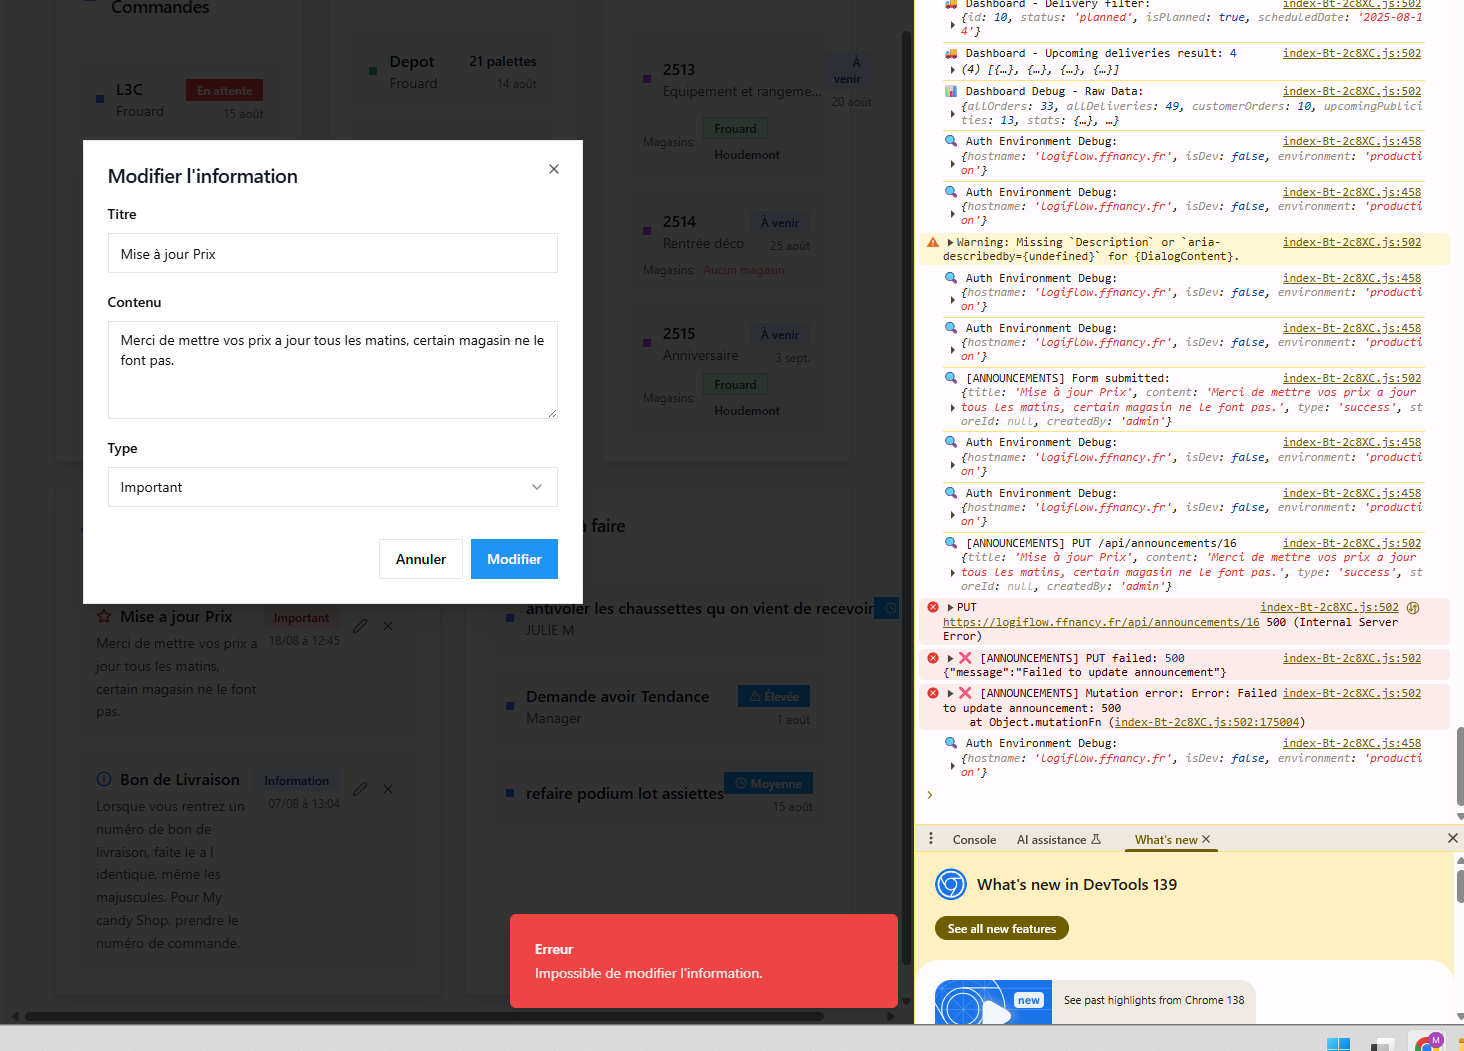 Commandes
L3C
En attente
Frouard
15 août
Depot
21 palettes
Frouard
14 août
2513
À venir
Equipement et rangeme...
20 août
Magasins:
Frouard
Houdemont
2514
À venir
Rentrée déco
25 août
Magasins:
Aucun magasin
2515
À venir
Anniversaire
3 sept.
Magasins:
Frouard
Houdemont
Modifier l'information
Titre
Mise à jour Prix
Contenu
Merci de mettre vos prix a jour tous les matins, certain magasin ne le
font pas.
Type
Important
Annuler
Modifier
à faire
Mise a jour Prix
Important
18/08 à 12:45
Merci de mettre vos prix a
jour tous les matins,
certain magasin ne le font
pas.
Bon de Livraison
Information
07/08 à 13:04
Lorsque vous rentrez un
numéro de bon de
livraison, faite le a l
identique, même les
majuscules. Pour My
candy Shop, prendre le
numéro de commande.
antivoler les chaussettes qu on vient de recevoir
JULIE M
Demande avoir Tendance
Élevée
Manager
1 août
refaire podium lot assiettes
Moyenne
15 août
Erreur
Impossible de modifier l'information.
Dashboard - Delivery filter: index-Bt-2c8XC.js:502
{id: 10, status: 'planned', isPlanned: true, scheduledDate: '2025-08-1
4'}
Dashboard - Upcoming deliveries result: 4 index-Bt-2c8XC.js:502
(4) [{…}, {…}, {…}, {…}]
Dashboard Debug - Raw Data: index-Bt-2c8XC.js:502
{allOrders: 33, allDeliveries: 49, customerOrders: 10, upcomingPublici
ties: 13, stats: {…}, …}
Auth Environment Debug: index-Bt-2c8XC.js:458
{hostname: 'logiflow.ffnancy.fr', isDev: false, environment: 'producti
on'}
Auth Environment Debug: index-Bt-2c8XC.js:458
{hostname: 'logiflow.ffnancy.fr', isDev: false, environment: 'producti
on'}
Warning: Missing `Description` or `aria- index-Bt-2c8XC.js:502
describedby={undefined}` for {DialogContent}.
Auth Environment Debug: index-Bt-2c8XC.js:458
{hostname: 'logiflow.ffnancy.fr', isDev: false, environment: 'producti
on'}
Auth Environment Debug: index-Bt-2c8XC.js:458
{hostname: 'logiflow.ffnancy.fr', isDev: false, environment: 'producti
on'}
[ANNOUNCEMENTS] Form submitted: index-Bt-2c8XC.js:502
{title: 'Mise à jour Prix', content: 'Merci de mettre vos prix a jour
tous les matins, certain magasin ne le font pas.', type: 'success', st
oreId: null, createdBy: 'admin'}
Auth Environment Debug: index-Bt-2c8XC.js:458
{hostname: 'logiflow.ffnancy.fr', isDev: false, environment: 'producti
on'}
Auth Environment Debug: index-Bt-2c8XC.js:458
{hostname: 'logiflow.ffnancy.fr', isDev: false, environment: 'producti
on'}
[ANNOUNCEMENTS] PUT /api/announcements/16 index-Bt-2c8XC.js:502
{title: 'Mise à jour Prix', content: 'Merci de mettre vos prix a jour
tous les matins, certain magasin ne le font pas.', type: 'success', st
oreId: null, createdBy: 'admin'}
PUT index-Bt-2c8XC.js:502
https://logiflow.ffnancy.fr/api/announcements/16 500 (Internal Server
Error)
[ANNOUNCEMENTS] PUT failed: 500 index-Bt-2c8XC.js:502
{"message":"Failed to update announcement"}
[ANNOUNCEMENTS] Mutation error: Error: Failed index-Bt-2c8XC.js:502
to update announcement: 500
at Object.mutationFn (index-Bt-2c8XC.js:502:175004)
Auth Environment Debug: index-Bt-2c8XC.js:458
{hostname: 'logiflow.ffnancy.fr', isDev: false, environment: 'producti
on'}
Console
AI assistance
What's new
What's new in DevTools 139
See all new features
new
See past highlights from Chrome 138
M